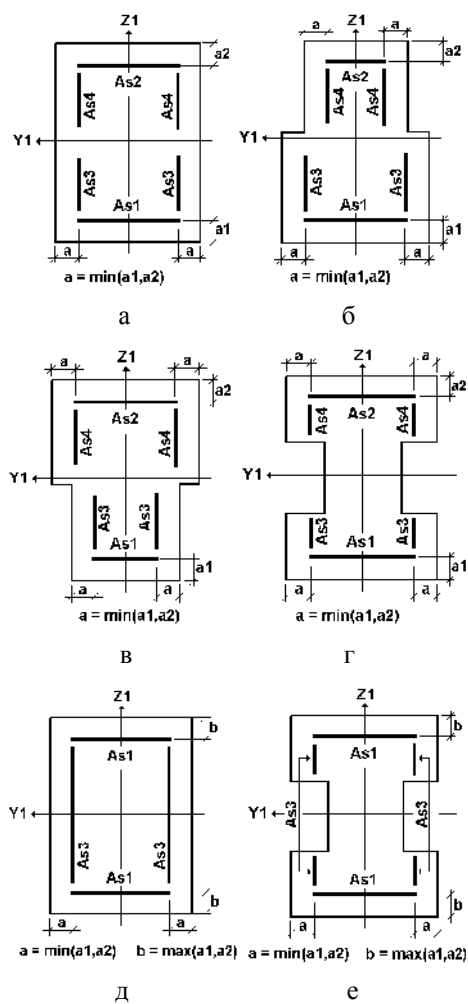 a
a
a
Z1
a2
Z1
a2
As2
As2
As4
As4
As4
As4
Y1
Y1
As3
As3
As3
As3
As1
As1
a1
a1
a
a
a
a
a = min(a1,a2)
a = min(a1,a2)
а
б
Z1
Z1
a
a
a
a
a2
a2
As2
As2
As4
As4
As4
As4
Y1
Y1
As3
As3
As3
As3
As1
As1
a1
a1
a
a
a
a
a = min(a1,a2)
a = min(a1,a2)
в
г
Z1
Z1
b
b
As1
As1
Y1
Y1
As3
As3
As3
As3
As1
As1
b
b
a
a
a
a
a = min(a1,a2) b = max(a1,a2)
a = min(a1,a2) b = max(a1,a2)
д
е